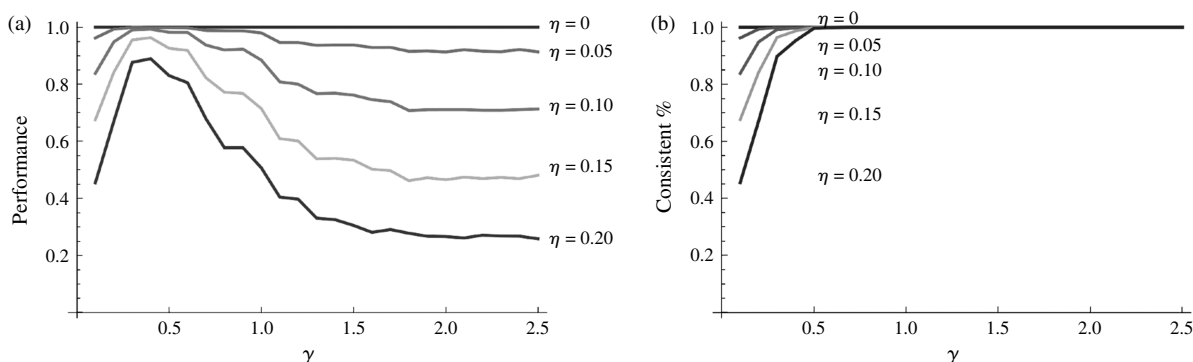 (a)
1.0
0.8
0.6
0.4
0.2
Performance
0.5
1.0
1.5
2.0
2.5
γ
η = 0
η = 0.05
η = 0.10
η = 0.15
η = 0.20
(b)
1.0
0.8
0.6
0.4
0.2
Consistent %
0.5
1.0
1.5
2.0
2.5
γ
η = 0
η = 0.05
η = 0.10
η = 0.15
η = 0.20